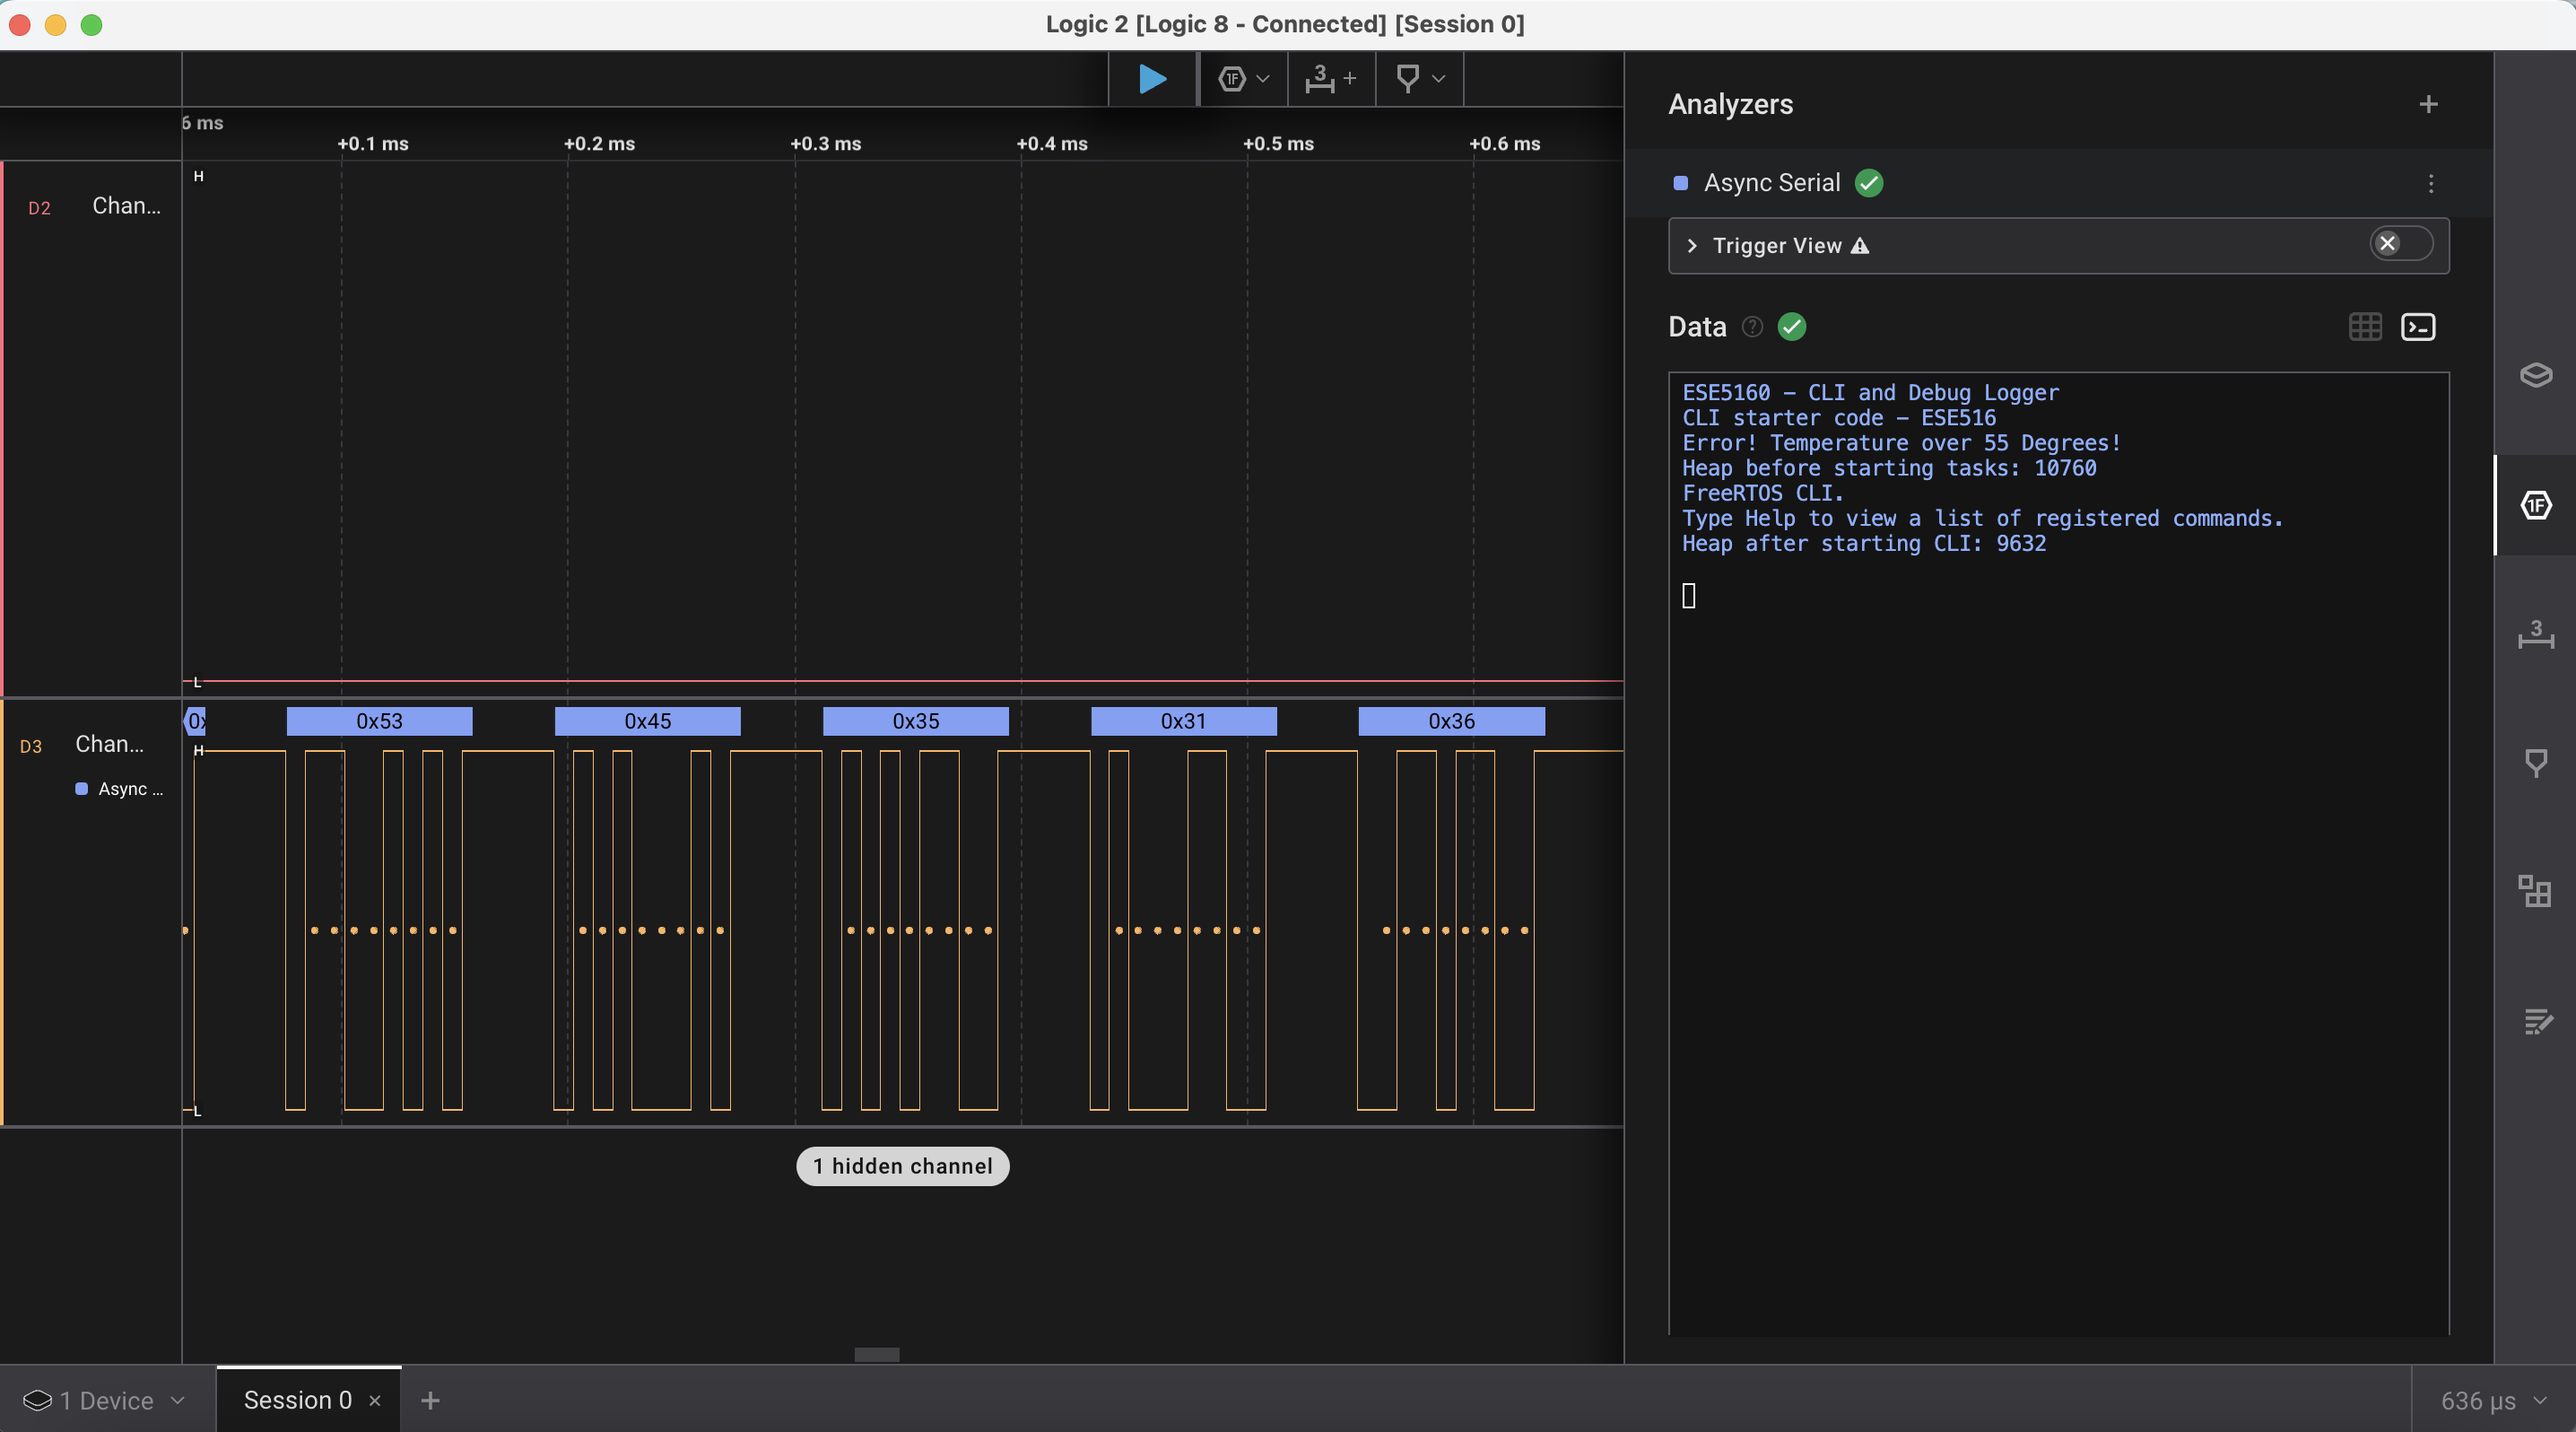 Logic 2 [Logic 8 - Connected] [Session 0]
6 ms
+0.1 ms
+0.2 ms
+0.3 ms
+0.4 ms
+0.5 ms
+0.6 ms
1F
3
D2
Chan...
H
L
D3
Chan...
Async ...
0x
0x53
0x45
0x35
0x31
0x36
H
L
1 hidden channel
Analyzers
Async Serial
Trigger View
Data
ESE5160 – CLI and Debug Logger
CLI starter code – ESE516
Error! Temperature over 55 Degrees!
Heap before starting tasks: 10760
FreeRTOS CLI.
Type Help to view a list of registered commands.
Heap after starting CLI: 9632
1F
3
1 Device
Session 0
636 µs